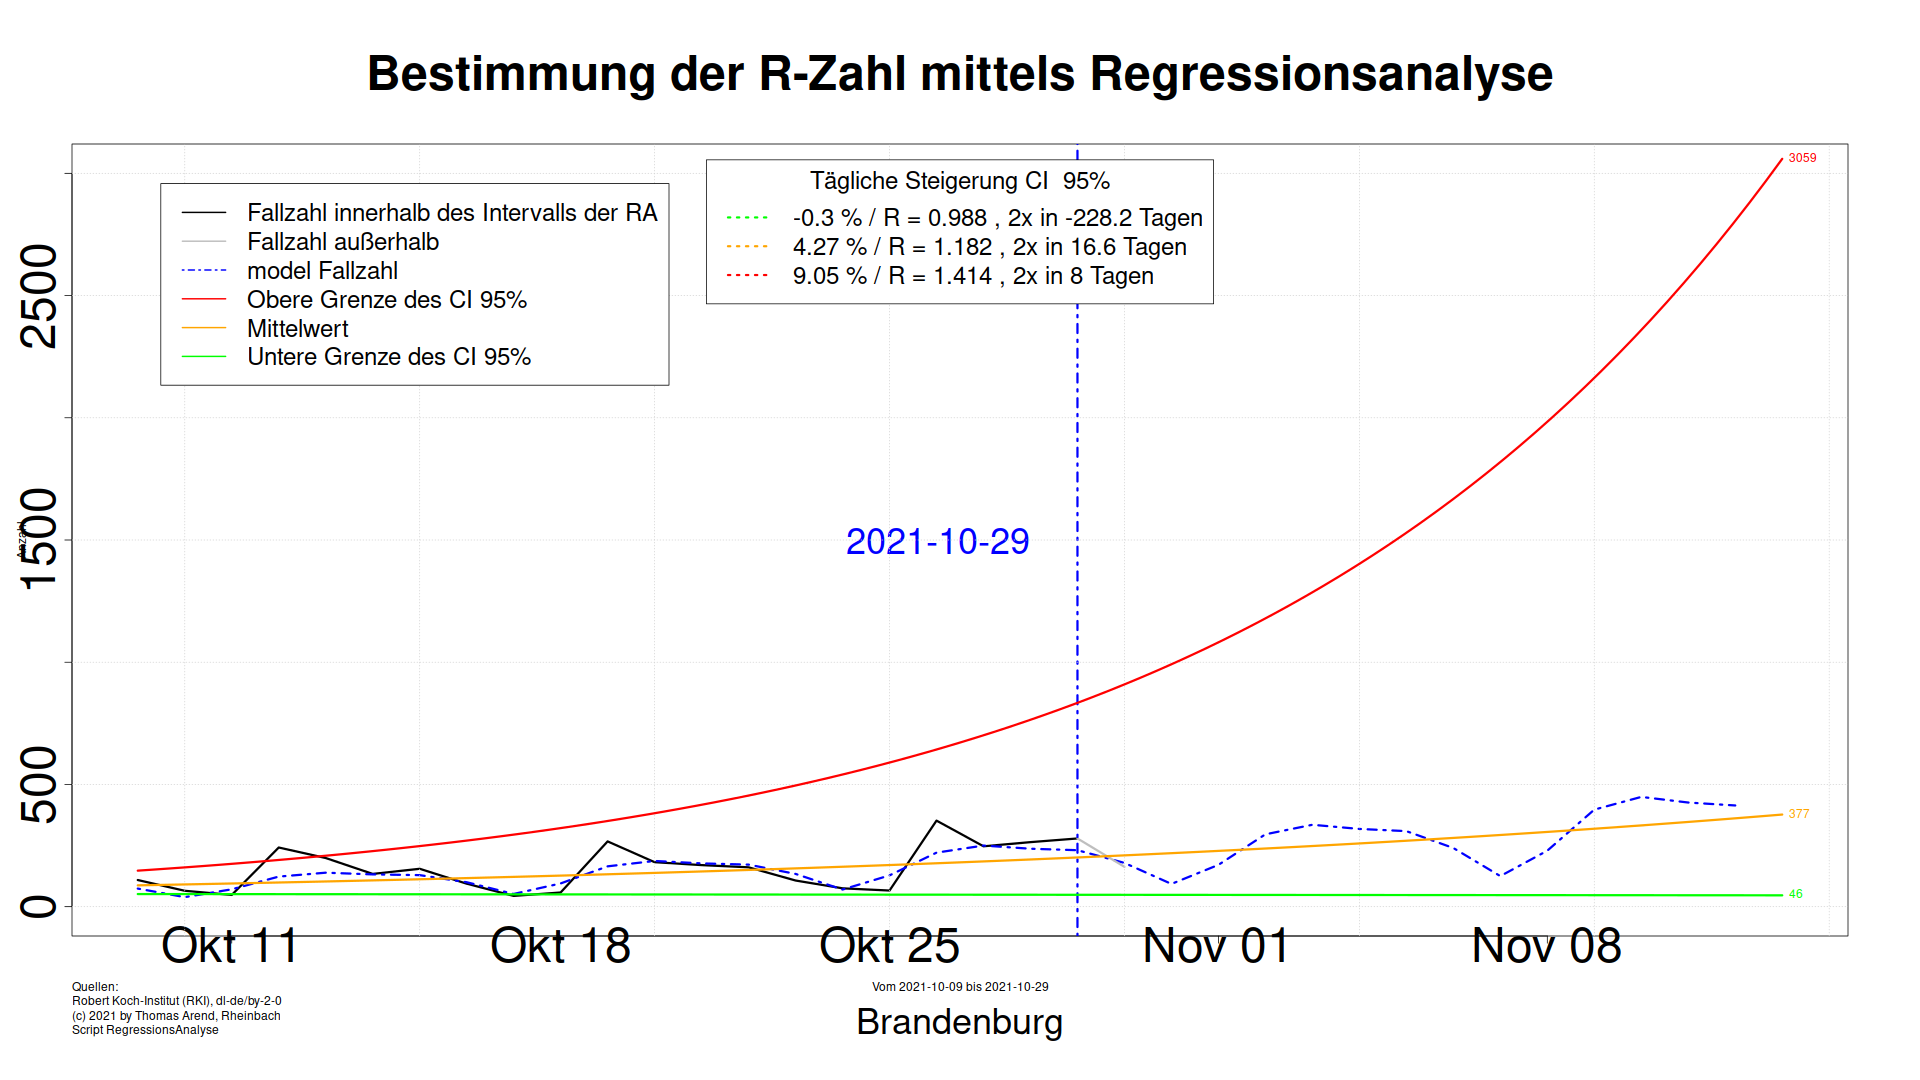 Bestimmung der R-Zahl mittels Regressionsanalyse
3059
Tägliche Steigerung CI  95%
-0.3 % / R = 0.988 , 2x in -228.2 Tagen
4.27 % / R = 1.182 , 2x in 16.6 Tagen
9.05 % / R = 1.414 , 2x in 8 Tagen
Fallzahl innerhalb des Intervalls der RA
Fallzahl außerhalb
model Fallzahl
Obere Grenze des CI 95%
Mittelwert
Untere Grenze des CI 95%
2500
1500
500
0
Anzahl
2021-10-29
377
46
Okt 11
Okt 18
Okt 25
Nov 01
Nov 08
Quellen:
Robert Koch-Institut (RKI), dl-de/by-2-0
(c) 2021 by Thomas Arend, Rheinbach
Script RegressionsAnalyse
Vom 2021-10-09 bis 2021-10-29
Brandenburg